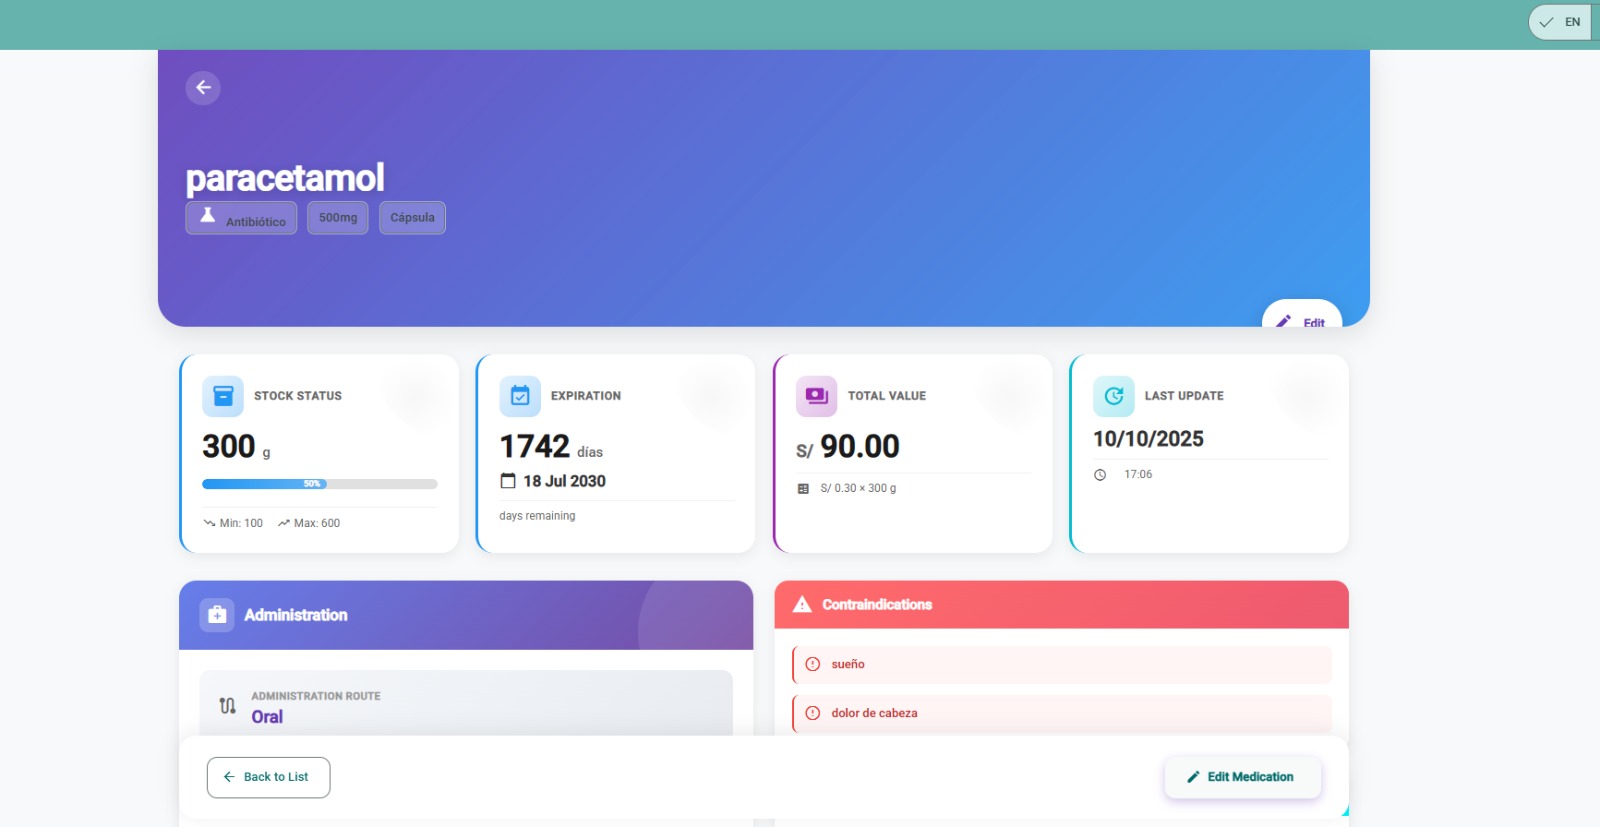 EN
paracetamol
Antibiótico 500mg Cápsula
Edit
STOCK STATUS
300 g
50%
Min: 100 Max: 600
EXPIRATION
1742 días
18 Jul 2030
days remaining
TOTAL VALUE
S/ 90.00
S/ 0.30 × 300 g
LAST UPDATE
10/10/2025
17:06
Administration
ADMINISTRATION ROUTE
Oral
Contraindications
sueño
dolor de cabeza
Back to List
Edit Medication